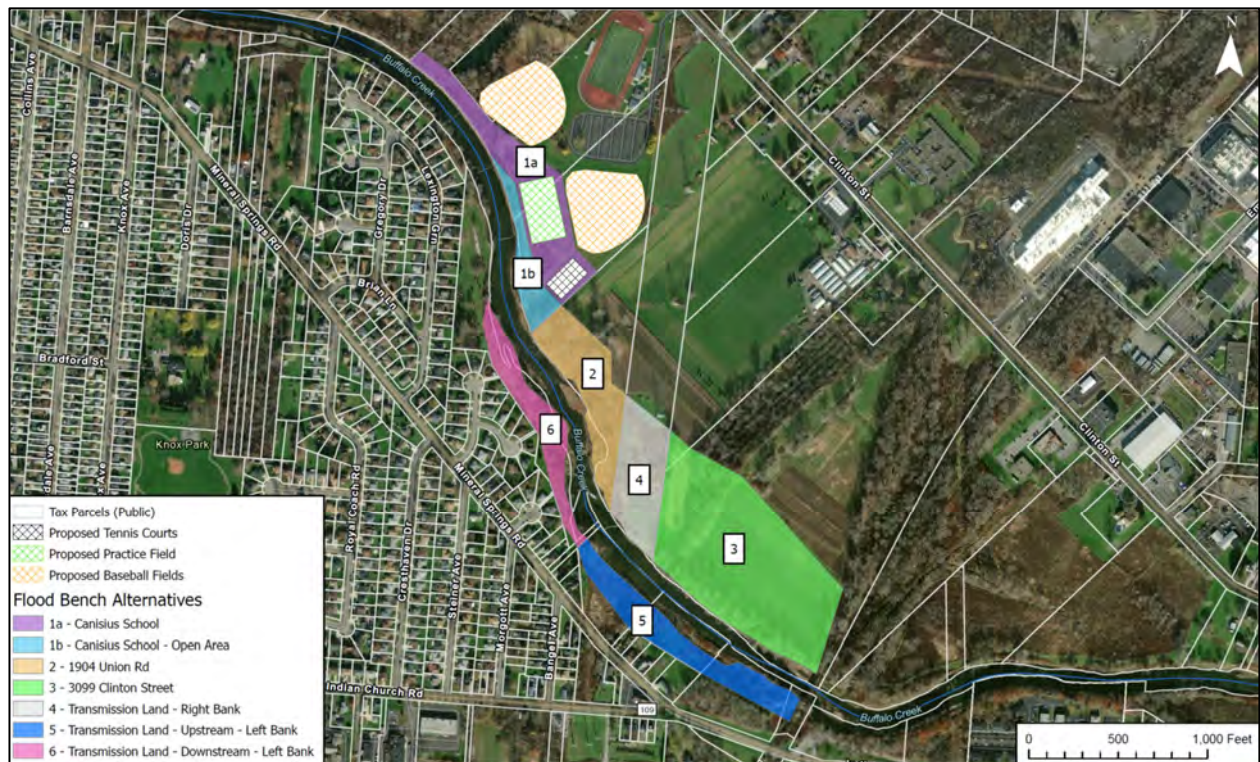 N
Collins Ave
Barnadale Ave
Knox Ave
Doris Dr
Mineral Springs Rd
Gregory Dr
Lexington Grn
Brian Ln
Bradford St
Knox Park
Buffalo Creek
1a
1b
2
6
4
3
5
Buffalo Creek
Clinton St
Clinton St
Mineral Springs Rd
Royal Coach Rd
Cresthaven Dr
Steiner Ave
Morgott Ave
Banger Ave
Indian Church Rd
109
Buffalo Creek
Tax Parcels (Public)
Proposed Tennis Courts
Proposed Practice Field
Proposed Baseball Fields
Flood Bench Alternatives
1a - Canisius School
1b - Canisius School - Open Area
2 - 1904 Union Rd
3 - 3099 Clinton Street
4 - Transmission Land - Right Bank
5 - Transmission Land - Upstream - Left Bank
6 - Transmission Land - Downstream - Left Bank
0 500 1,000 Feet